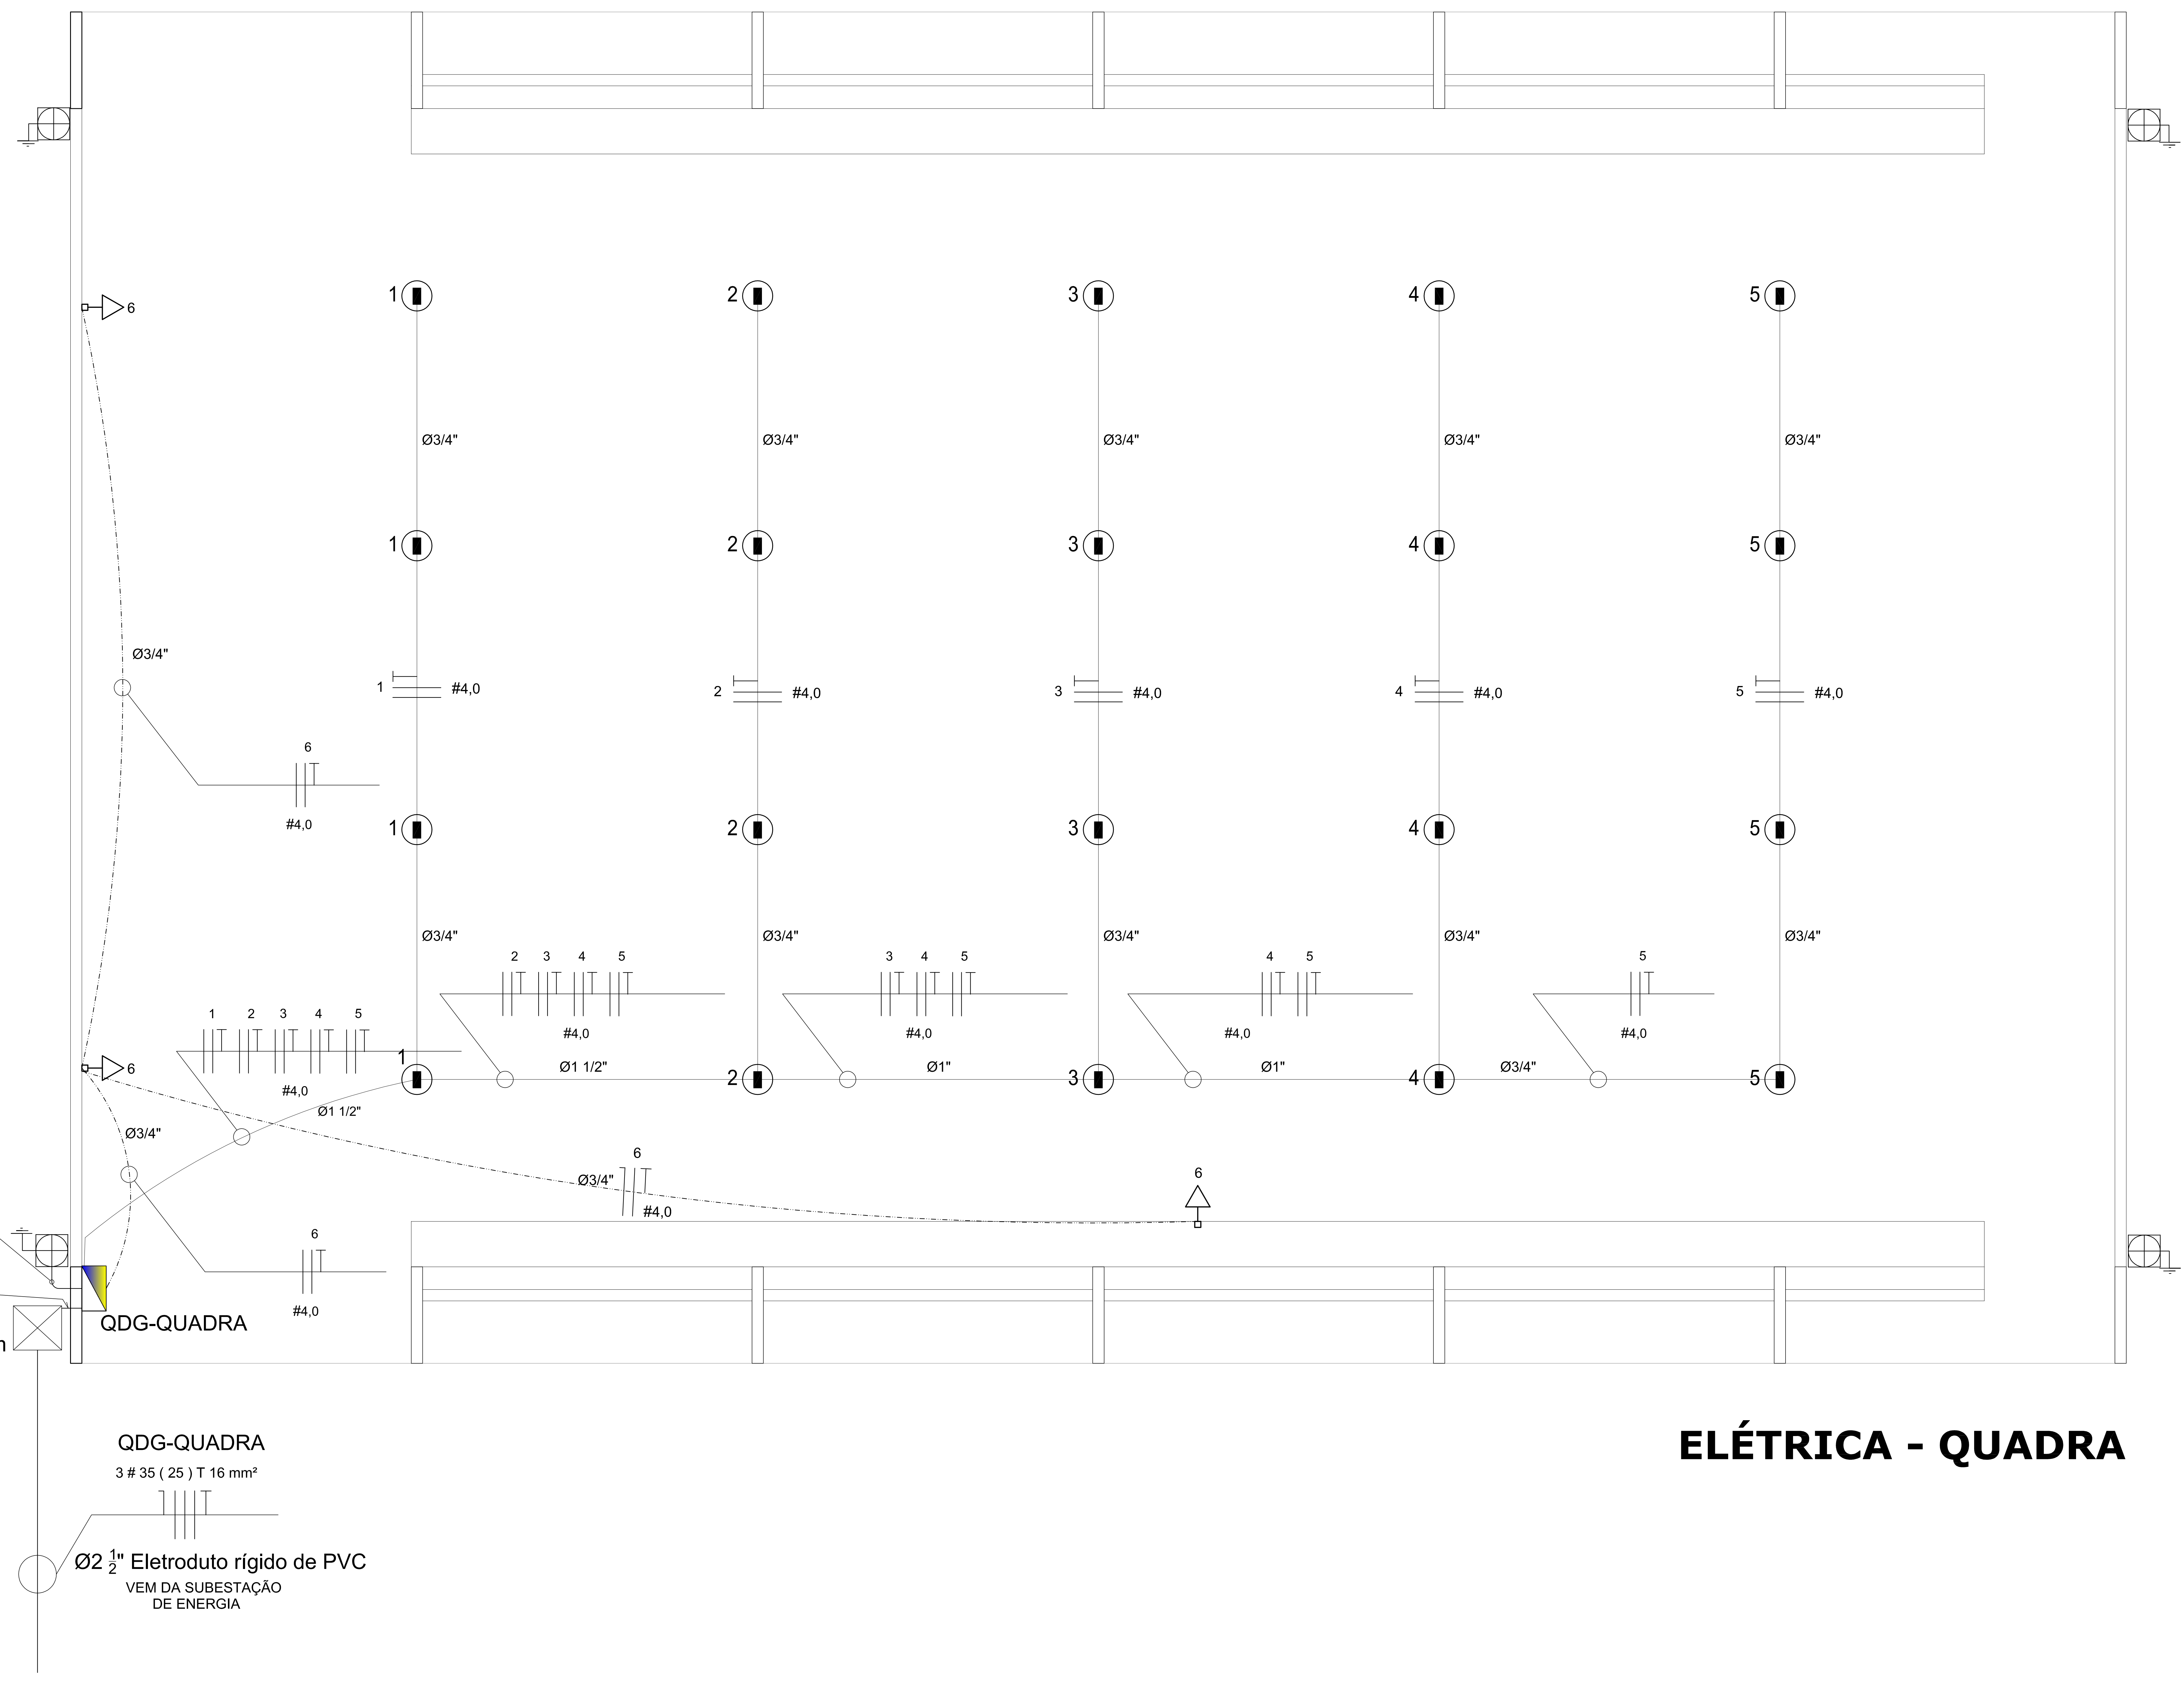 1 2 3 4 5
6
Ø3/4" Ø3/4" Ø3/4" Ø3/4" Ø3/4"
1 2 3 4 5
Ø3/4"
1 #4,0 2 #4,0 3 #4,0 4 #4,0 5 #4,0
6
#4,0
1 2 3 4 5
Ø3/4" Ø3/4" Ø3/4" Ø3/4" Ø3/4"
2 3 4 5 3 4 5 4 5 5
1 2 3 4 5
#4,0 #4,0 #4,0 #4,0
1
6
Ø1 1/2" Ø1" Ø1" Ø3/4"
2 3 4 5
#4,0
Ø1 1/2"
Ø3/4"
6
Ø3/4"
#4,0
6
6
#4,0
QDG-QUADRA
QDG-QUADRA
3 # 35 ( 25 ) T 16 mm²
Ø2 1/2" Eletroduto rígido de PVC
VEM DA SUBESTAÇÃO
DE ENERGIA
ELÉTRICA - QUADRA